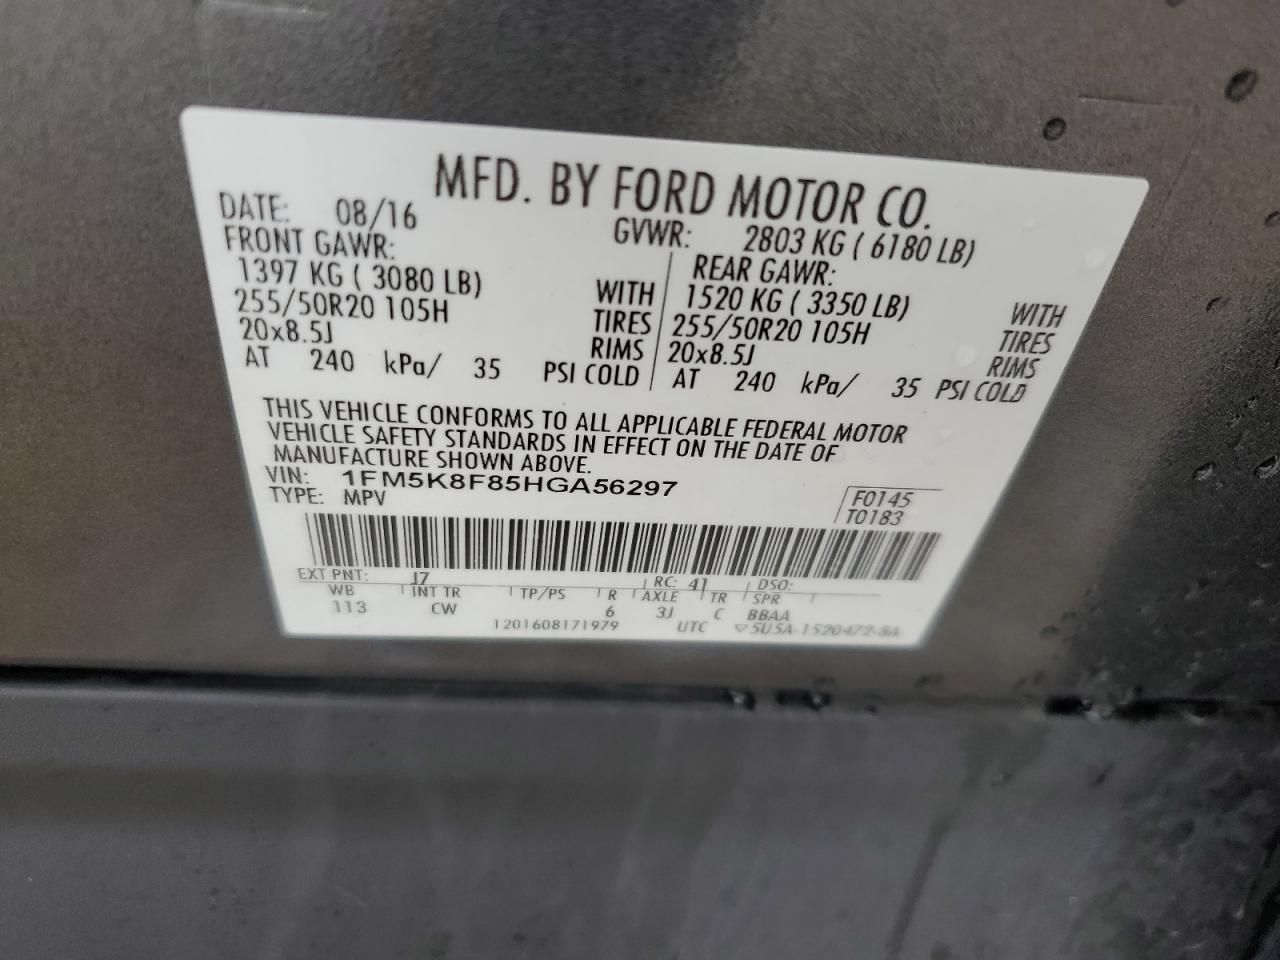 MFD. BY FORD MOTOR CO.
DATE: 08/16 GVWR: 2803 KG ( 6180 LB)
FRONT GAWR: REAR GAWR:
1397 KG ( 3080 LB) WITH 1520 KG ( 3350 LB) WITH
255/50R20 105H TIRES 255/50R20 105H TIRES
20x8.5J RIMS 20x8.5J RIMS
AT 240 kPa/ 35 PSI COLD AT 240 kPa/ 35 PSI COLD
THIS VEHICLE CONFORMS TO ALL APPLICABLE FEDERAL MOTOR
VEHICLE SAFETY STANDARDS IN EFFECT ON THE DATE OF
MANUFACTURE SHOWN ABOVE.
VIN: 1FM5K8F85HGA56297
TYPE: MPV F0145
T0183
EXT PNT: J7 RC: 41 DSO:
WB INT TR TP/PS R AXLE TR SPR
113 CW 6 3J C BBAA
1201608171979 UTC 5U5A-1520472-BA